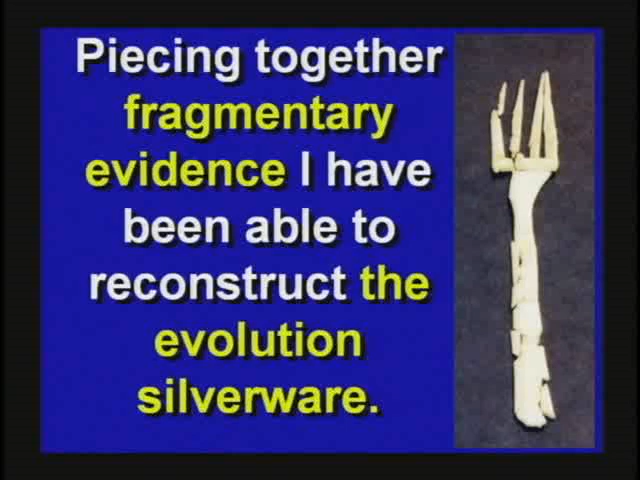 Piecing together
fragmentary
evidence I have
been able to
reconstruct the
evolution
silverware.